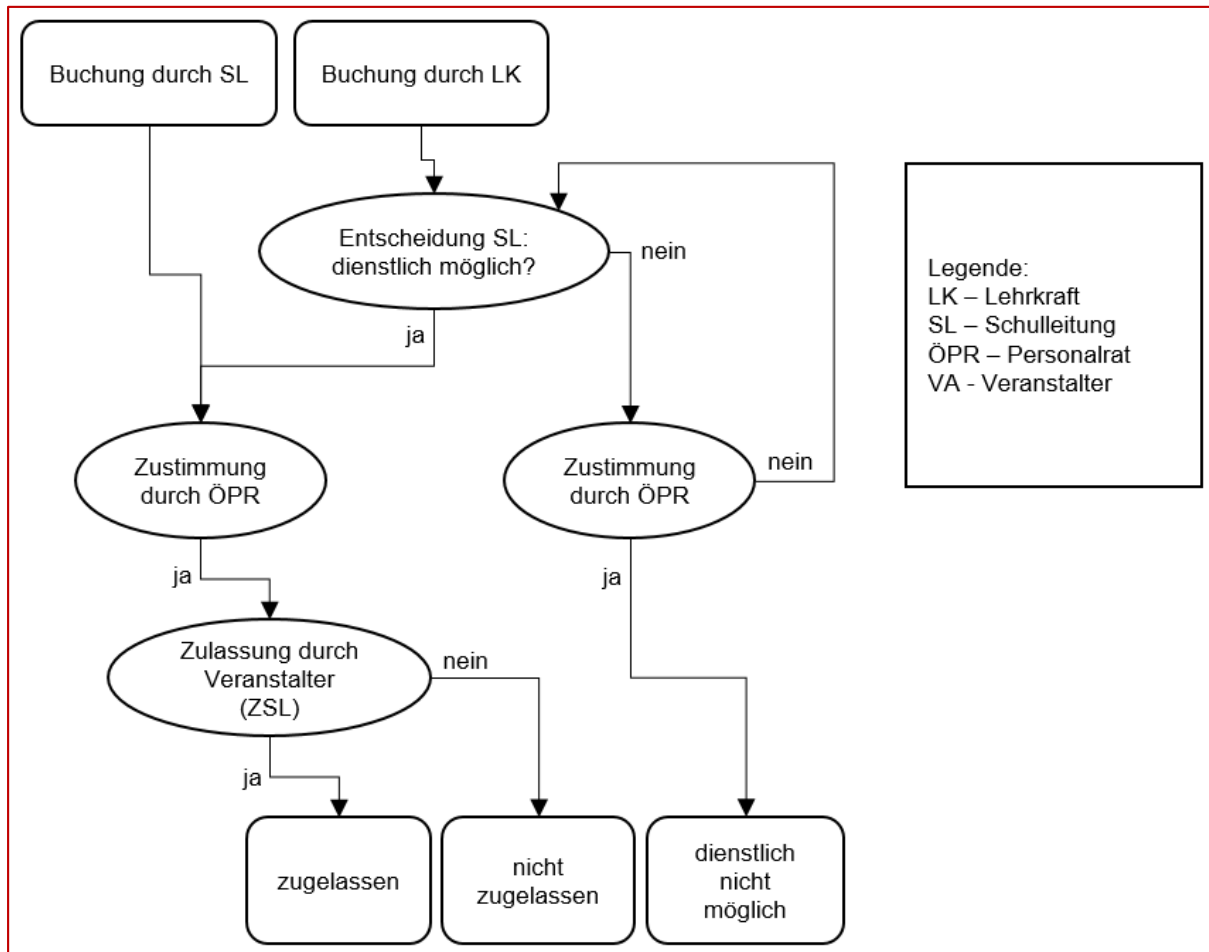 Buchung durch SL
Buchung durch LK
Entscheidung SL:
dienstlich möglich?
nein
ja
Legende:
LK – Lehrkraft
SL – Schulleitung
ÖPR – Personalrat
VA - Veranstalter
Zustimmung
durch ÖPR
Zustimmung
durch ÖPR
nein
ja
ja
Zulassung durch
Veranstalter
(ZSL)
nein
ja
zugelassen
nicht
zugelassen
dienstlich
nicht
möglich